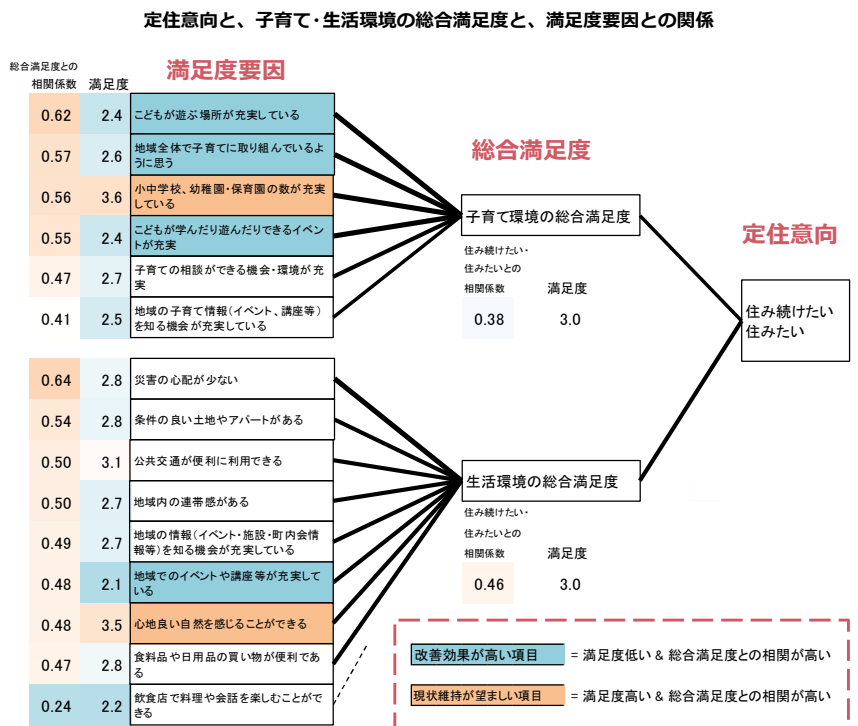 定住意向と、子育て・生活環境の総合満足度と、満足度要因との関係
総合満足度との
相関係数
満足度
満足度要因
0.62
2.4
こどもが遊ぶ場所が充実している
0.57
2.6
地域全体で子育てに取り組んでいるよ
うに思う
0.56
3.6
小中学校、幼稚園・保育園の数が充実
している
0.55
2.4
こどもが学んだり遊んだりできるイベン
トが充実
0.47
2.7
子育ての相談ができる機会・環境が充
実
0.41
2.5
地域の子育て情報(イベント、講座等)
を知る機会が充実している
総合満足度
子育て環境の総合満足度
住み続けたい・
住みたいとの
相関係数
満足度
0.38
3.0
定住意向
住み続けたい
住みたい
0.64
2.8
災害の心配が少ない
0.54
2.8
条件の良い土地やアパートがある
0.50
3.1
公共交通が便利に利用できる
0.50
2.7
地域内の連帯感がある
0.49
2.7
地域の情報(イベント・施設・町内会情
報等)を知る機会が充実している
0.48
2.1
地域でのイベントや講座等が充実して
いる
0.48
3.5
心地良い自然を感じることができる
0.47
2.8
食料品や日用品の買い物が便利であ
る
0.24
2.2
飲食店で料理や会話を楽しむことがで
きる
生活環境の総合満足度
住み続けたい・
住みたいとの
相関係数
満足度
0.46
3.0
改善効果が高い項目 = 満足度低い & 総合満足度との相関が高い
現状維持が望ましい項目 = 満足度高い & 総合満足度との相関が高い